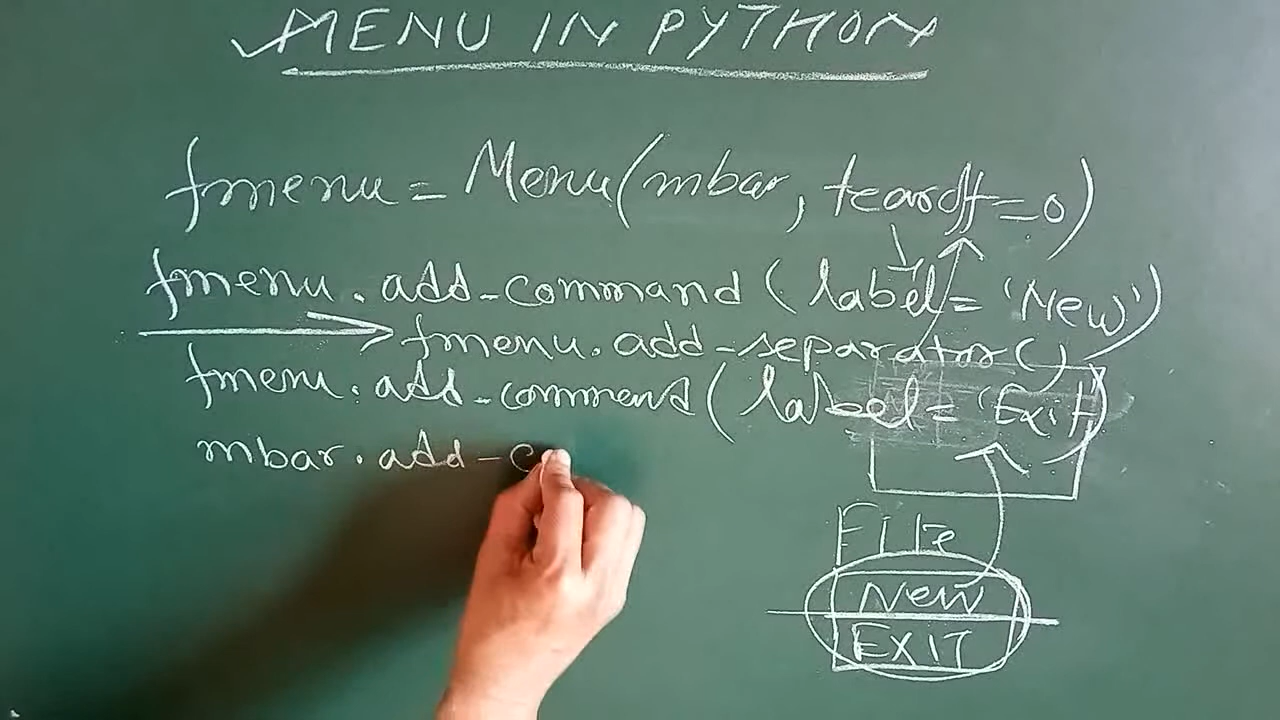 MENU IN PYTHON
fmenu = Menu(mbar, tearoff=0)
fmenu.add-command (label= 'New')
fmenu.add-separator()
fmenu.add-command (label= 'Exit)
mbar.add-c
File
New
EXIT